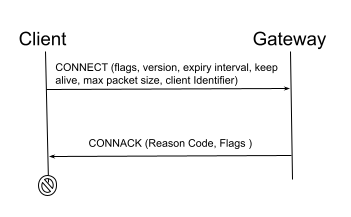 Client
Gateway
CONNECT (flags, version, expiry interval, keep
alive, max packet size, client Identifier)
CONNACK (Reason Code, Flags )